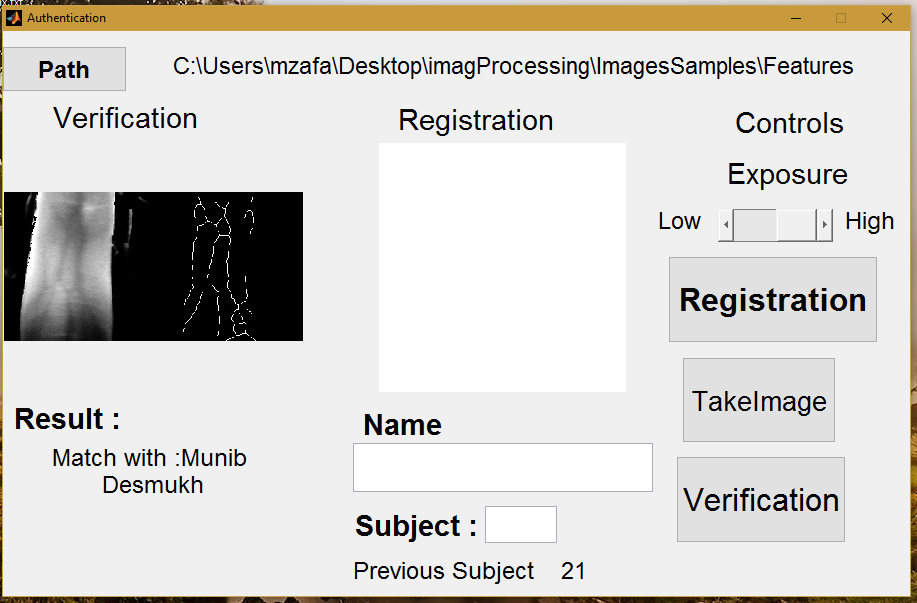 Authentication
Path
C:\Users\mzafa\Desktop\imagProcessing\ImagesSamples\Features
Verification
Registration
Controls
Exposure
Low
High
Registration
TakeImage
Verification
Result :
Match with :Munib
Desmukh
Name
Subject :
Previous Subject 21